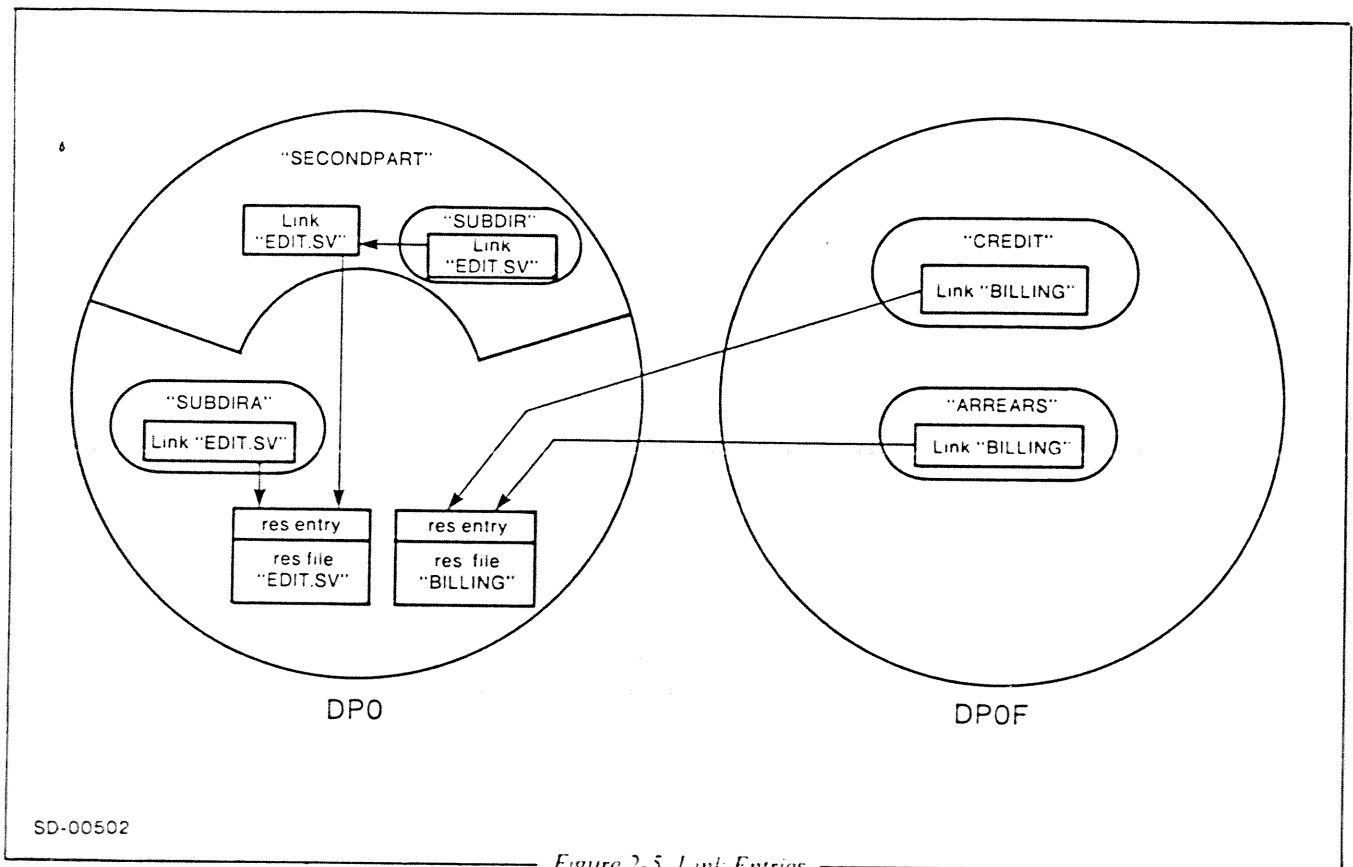 "SECONDPART"
Link
"EDIT.SV"
"SUBDIR"
Link
"EDIT.SV"
"SUBDIRA"
Link "EDIT.SV"
res entry
res file
"EDIT.SV"
res entry
res file
"BILLING"
DP0
"CREDIT"
Link "BILLING"
"ARREARS"
Link "BILLING"
DP0F
SD-00502
Figure 2-5. Link Entries